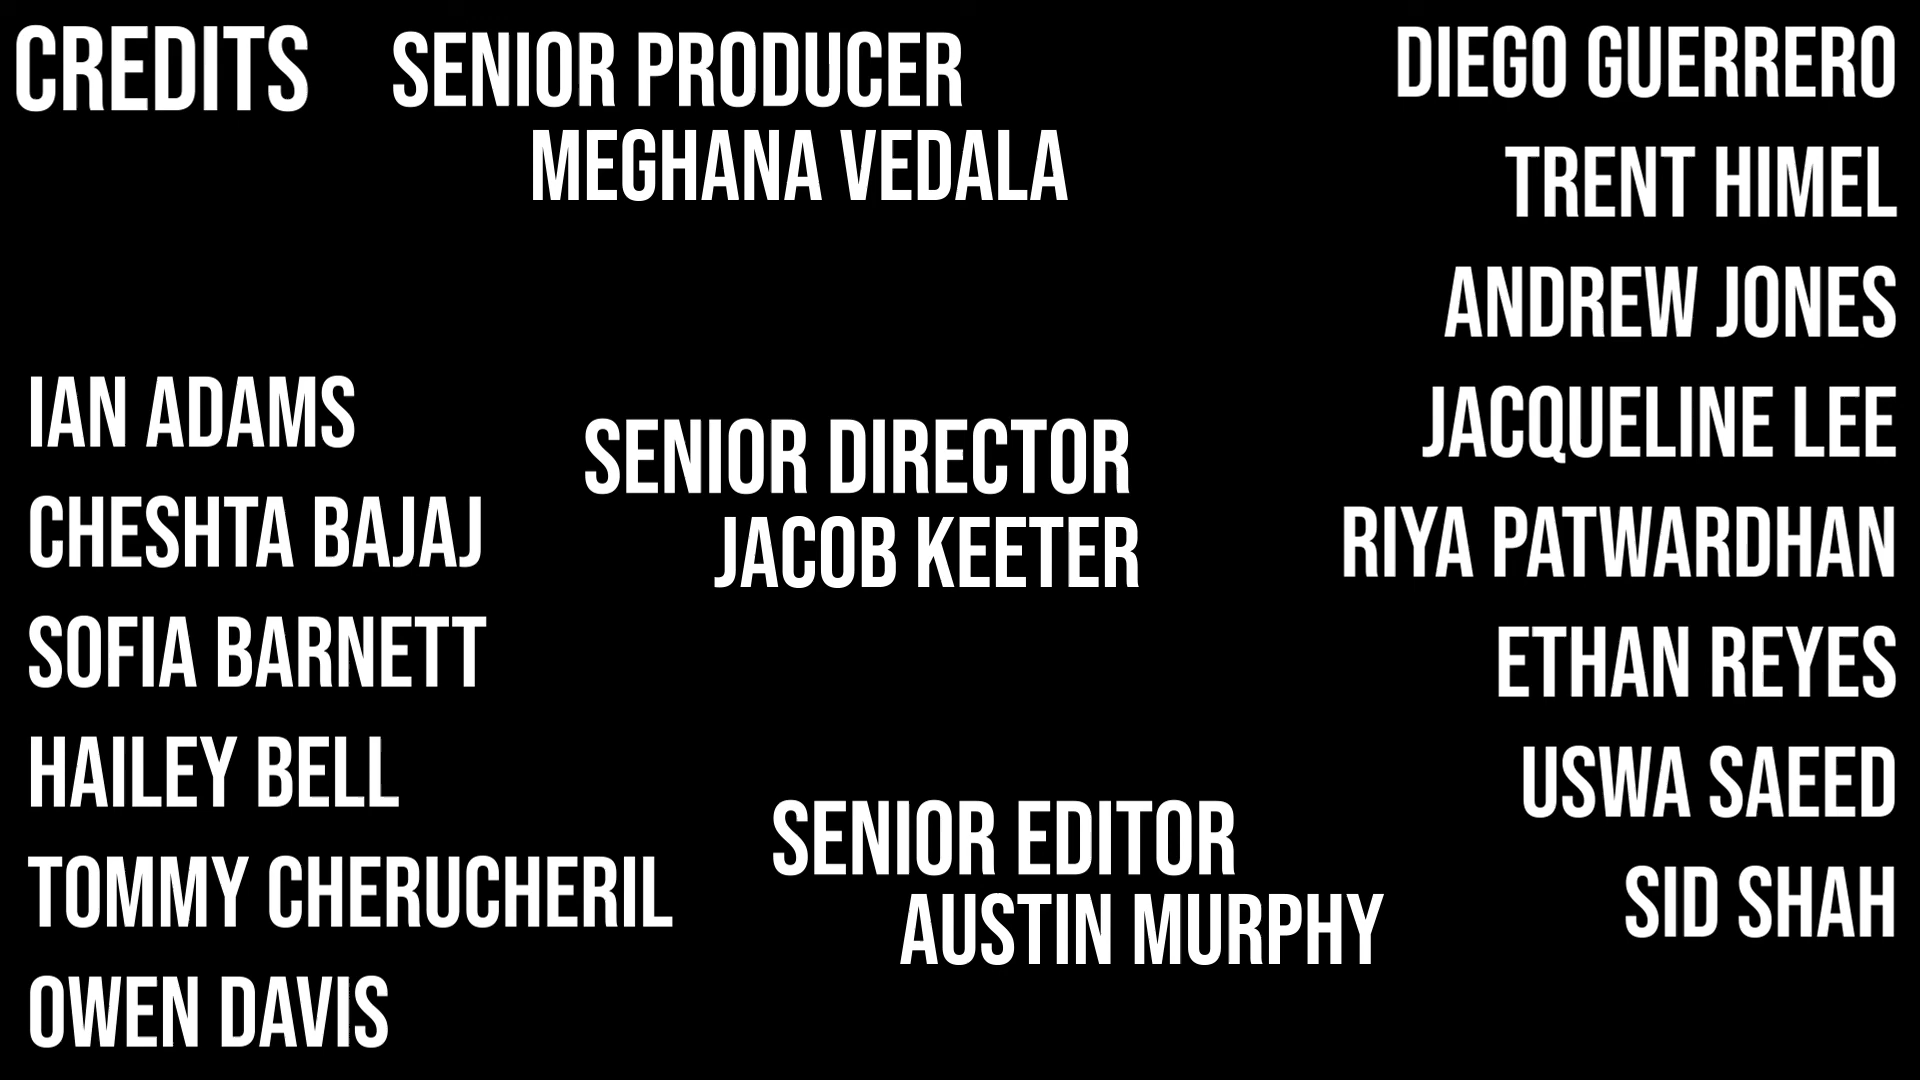 CREDITS
SENIOR PRODUCER
MEGHANA VEDALA
IAN ADAMS
CHESHTA BAJAJ
SOFIA BARNETT
HAILEY BELL
TOMMY CHERUCHERIL
OWEN DAVIS
SENIOR DIRECTOR
JACOB KEETER
SENIOR EDITOR
AUSTIN MURPHY
DIEGO GUERRERO
TRENT HIMEL
ANDREW JONES
JACQUELINE LEE
RIYA PATWARDHAN
ETHAN REYES
USWA SAEED
SID SHAH